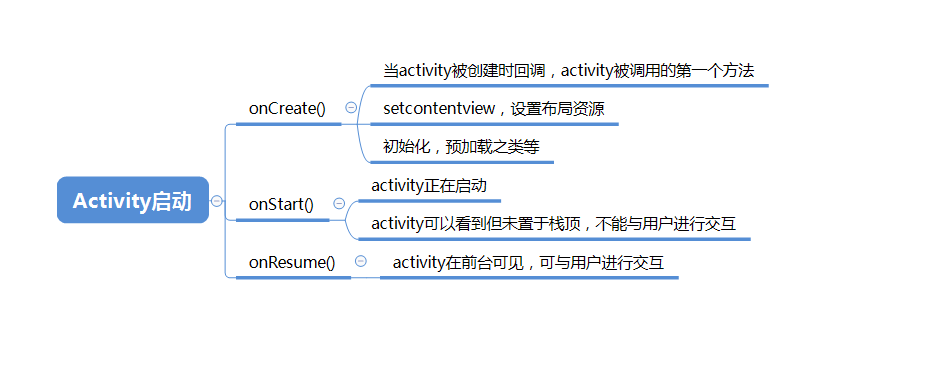 Activity启动
onCreate()
当activity被创建时回调，activity被调用的第一个方法
setcontentview，设置布局资源
初始化，预加载之类等
onStart()
activity正在启动
activity可以看到但未置于栈顶，不能与用户进行交互
onResume()
activity在前台可见，可与用户进行交互